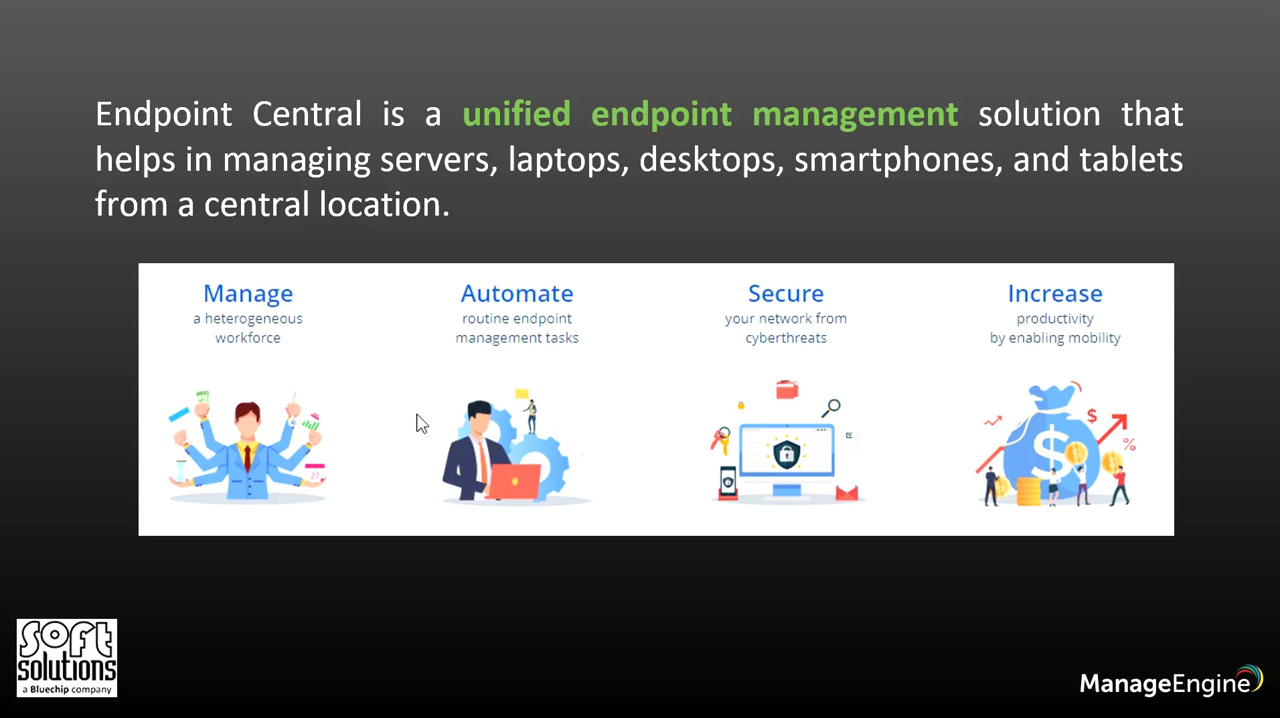 Endpoint Central is a unified endpoint management solution that
helps in managing servers, laptops, desktops, smartphones, and tablets
from a central location.
Manage
a heterogeneous
workforce
Automate
routine endpoint
management tasks
Secure
your network from
cyberthreats
Increase
productivity
by enabling mobility
27
$
$
%
soft
solutions
a Bluechip company
ManageEngine